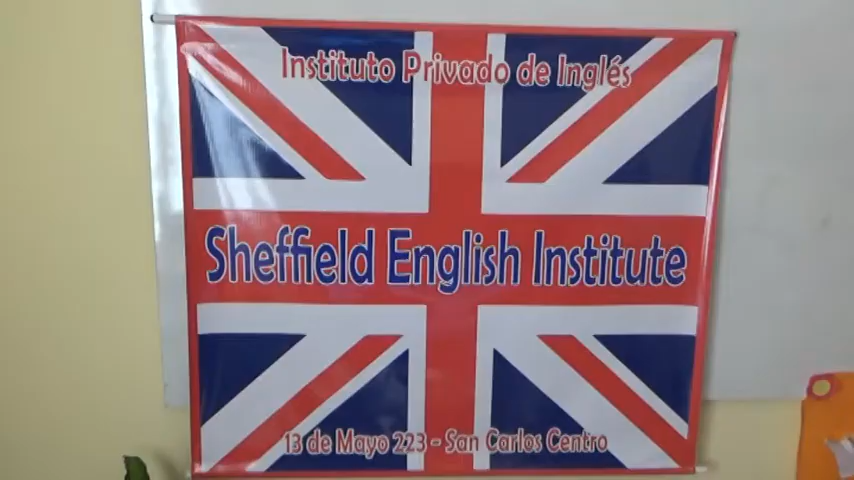 Instituto Privado de Inglés
Sheffield English Institute
13 de Mayo 223 - San Carlos Centro